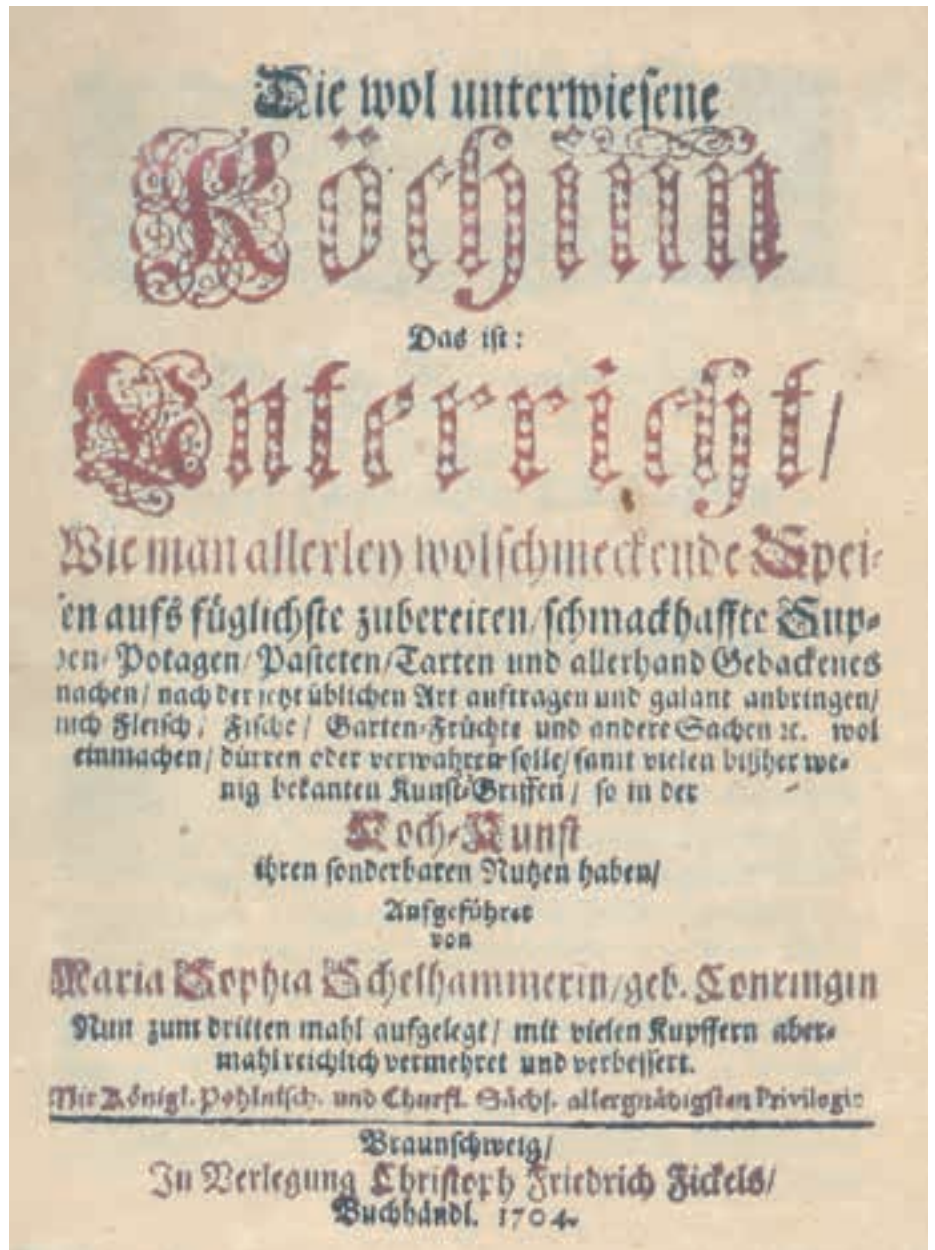 Die wol unterwiesene
Köchinn
Das ist:
Unterricht/
Wie man allerley wolschmeckende Spei-
en aufs füglichste zubereiten/ schmackhaffte Sup-
pen/ Potagen/ Pasteten/ Tarten und allerhand Gebackenes
machen/ nach der jetzt üblichen Art auftragen und galant anbringen/
auch Fleisch/ Fische/ Garten-Früchte und andere Sachen ꝛc. wol
einmachen/ dürren oder verwahren solle/ samt vielen bißher we-
nig bekanten Kunst-Griffen/ so in der
Koch-Kunst
ihren sonderbaren Nutzen haben/
Aufgeführet
von
Maria Sophia Schelhammerin/ geb. Conringin
Nun zum dritten mahl aufgelegt/ mit vielen Kupffern aber-
mahl reichlich vermehret und verbessert.
Mit Königl. Pohlnisch. und Churfl. Sächs. allergnädigsten Privilegio
Braunschweig/
In Verlegung Christoph Friedrich Fickels/
Buchhändl. 1704.